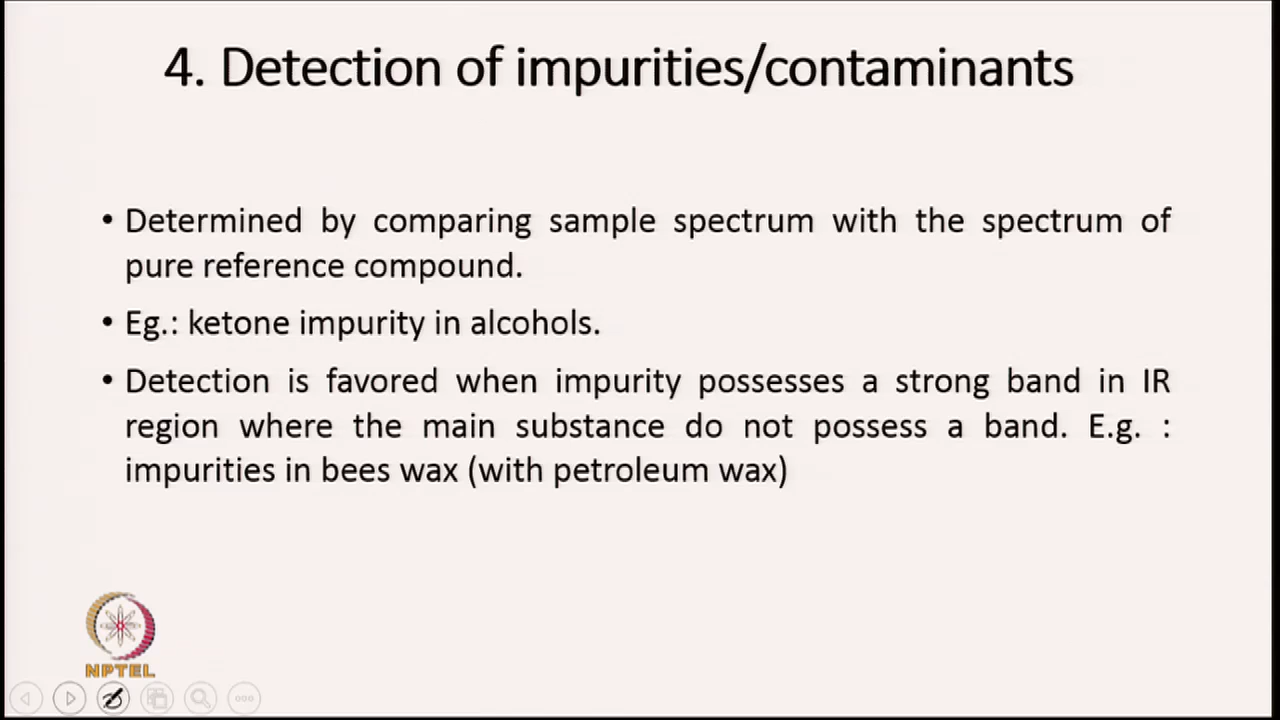 4. Detection of impurities/contaminants
• Determined by comparing sample spectrum with the spectrum of
pure reference compound.
• Eg.: ketone impurity in alcohols.
• Detection is favored when impurity possesses a strong band in IR
region where the main substance do not possess a band. E.g. :
impurities in bees wax (with petroleum wax)
NPTEL